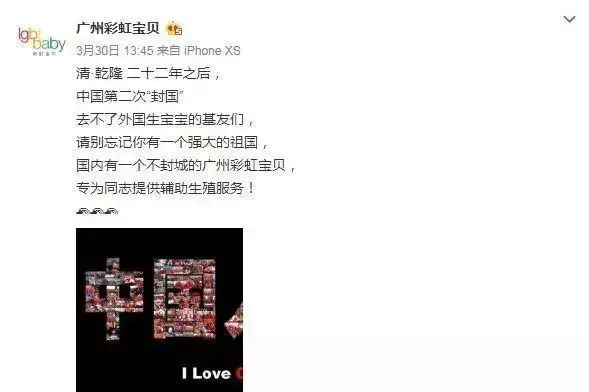 lgbt baby
彩虹宝贝
广州彩虹宝贝
3月30日 13:45 来自 iPhone XS
清·乾隆 二十二年之后，
中国第二次“封国”
去不了外国生宝宝的基友们，
请别忘记你有一个强大的祖国，
国内有一个不封城的广州彩虹宝贝，
专为同志提供辅助生殖服务！
中国
I Love